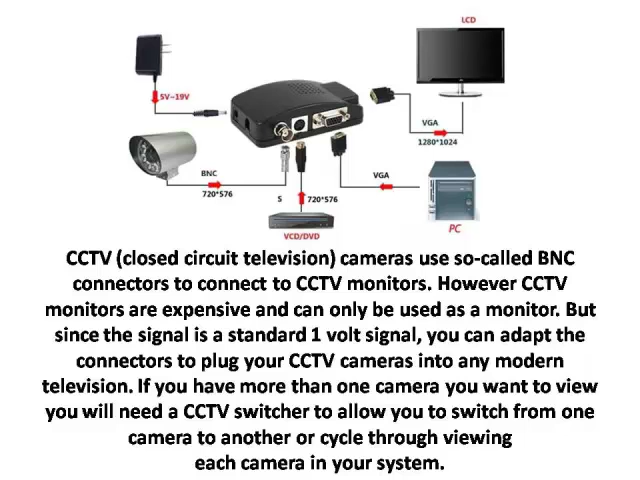 LCD
5V~19V
VGA
1280*1024
BNC
720*576
S
720*576
VGA
VCD/DVD
PC
CCTV (closed circuit television) cameras use so-called BNC
connectors to connect to CCTV monitors. However CCTV
monitors are expensive and can only be used as a monitor. But
since the signal is a standard 1 volt signal, you can adapt the
connectors to plug your CCTV cameras into any modern
television. If you have more than one camera you want to view
you will need a CCTV switcher to allow you to switch from one
camera to another or cycle through viewing
each camera in your system.